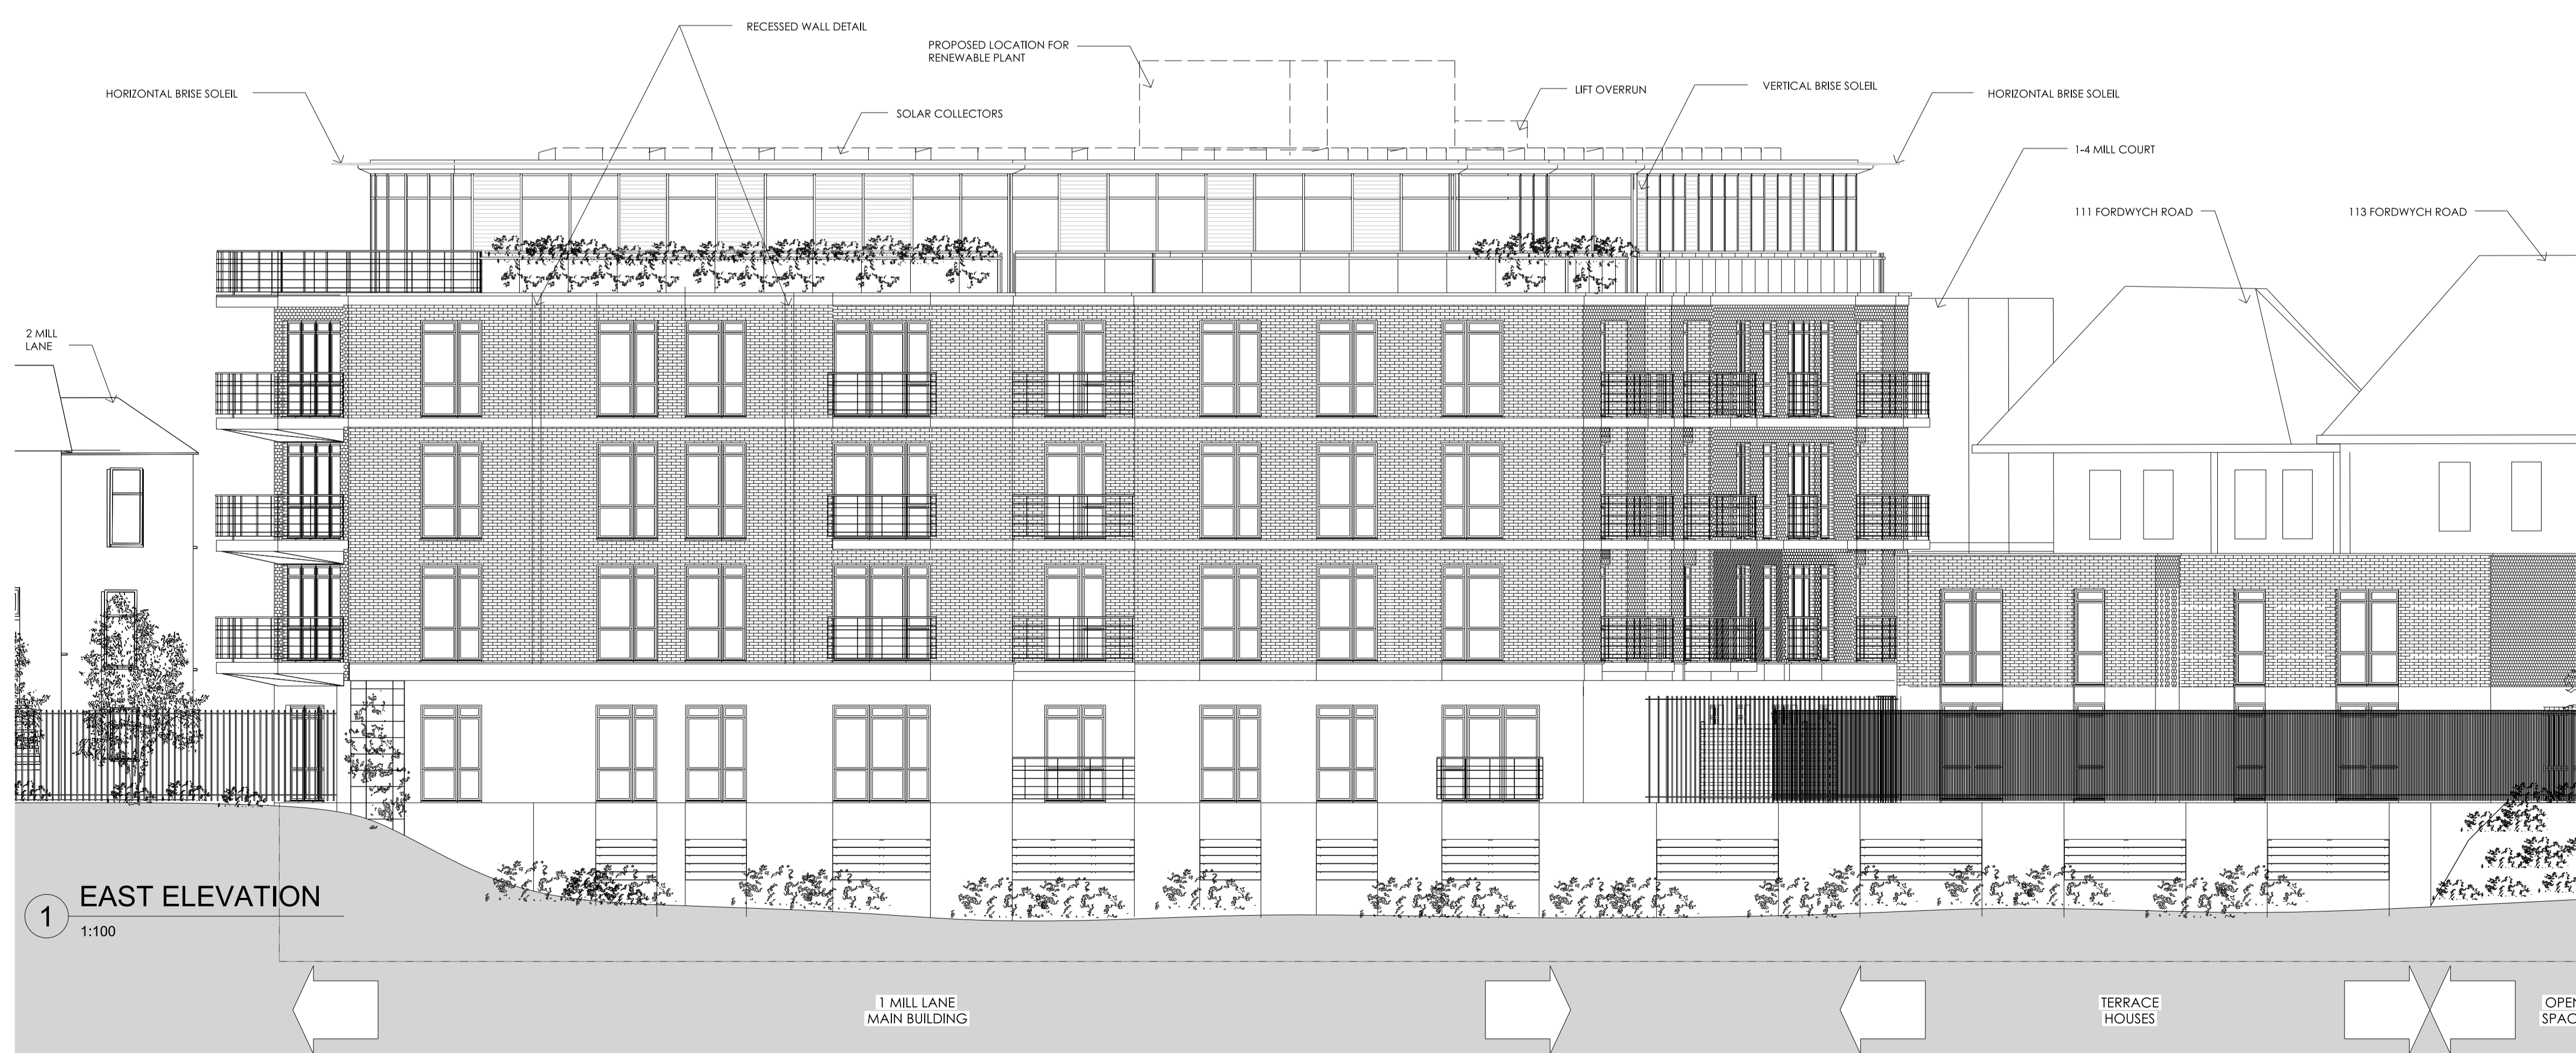 RECESSED WALL DETAIL
PROPOSED LOCATION FOR
RENEWABLE PLANT
HORIZONTAL BRISE SOLEIL
SOLAR COLLECTORS
LIFT OVERRUN
VERTICAL BRISE SOLEIL
HORIZONTAL BRISE SOLEIL
1-4 MILL COURT
111 FORDWYCH ROAD
113 FORDWYCH ROAD
2 MILL
LANE
1 EAST ELEVATION
1:100
1 MILL LANE
MAIN BUILDING
TERRACE
HOUSES
OPEN
SPAC